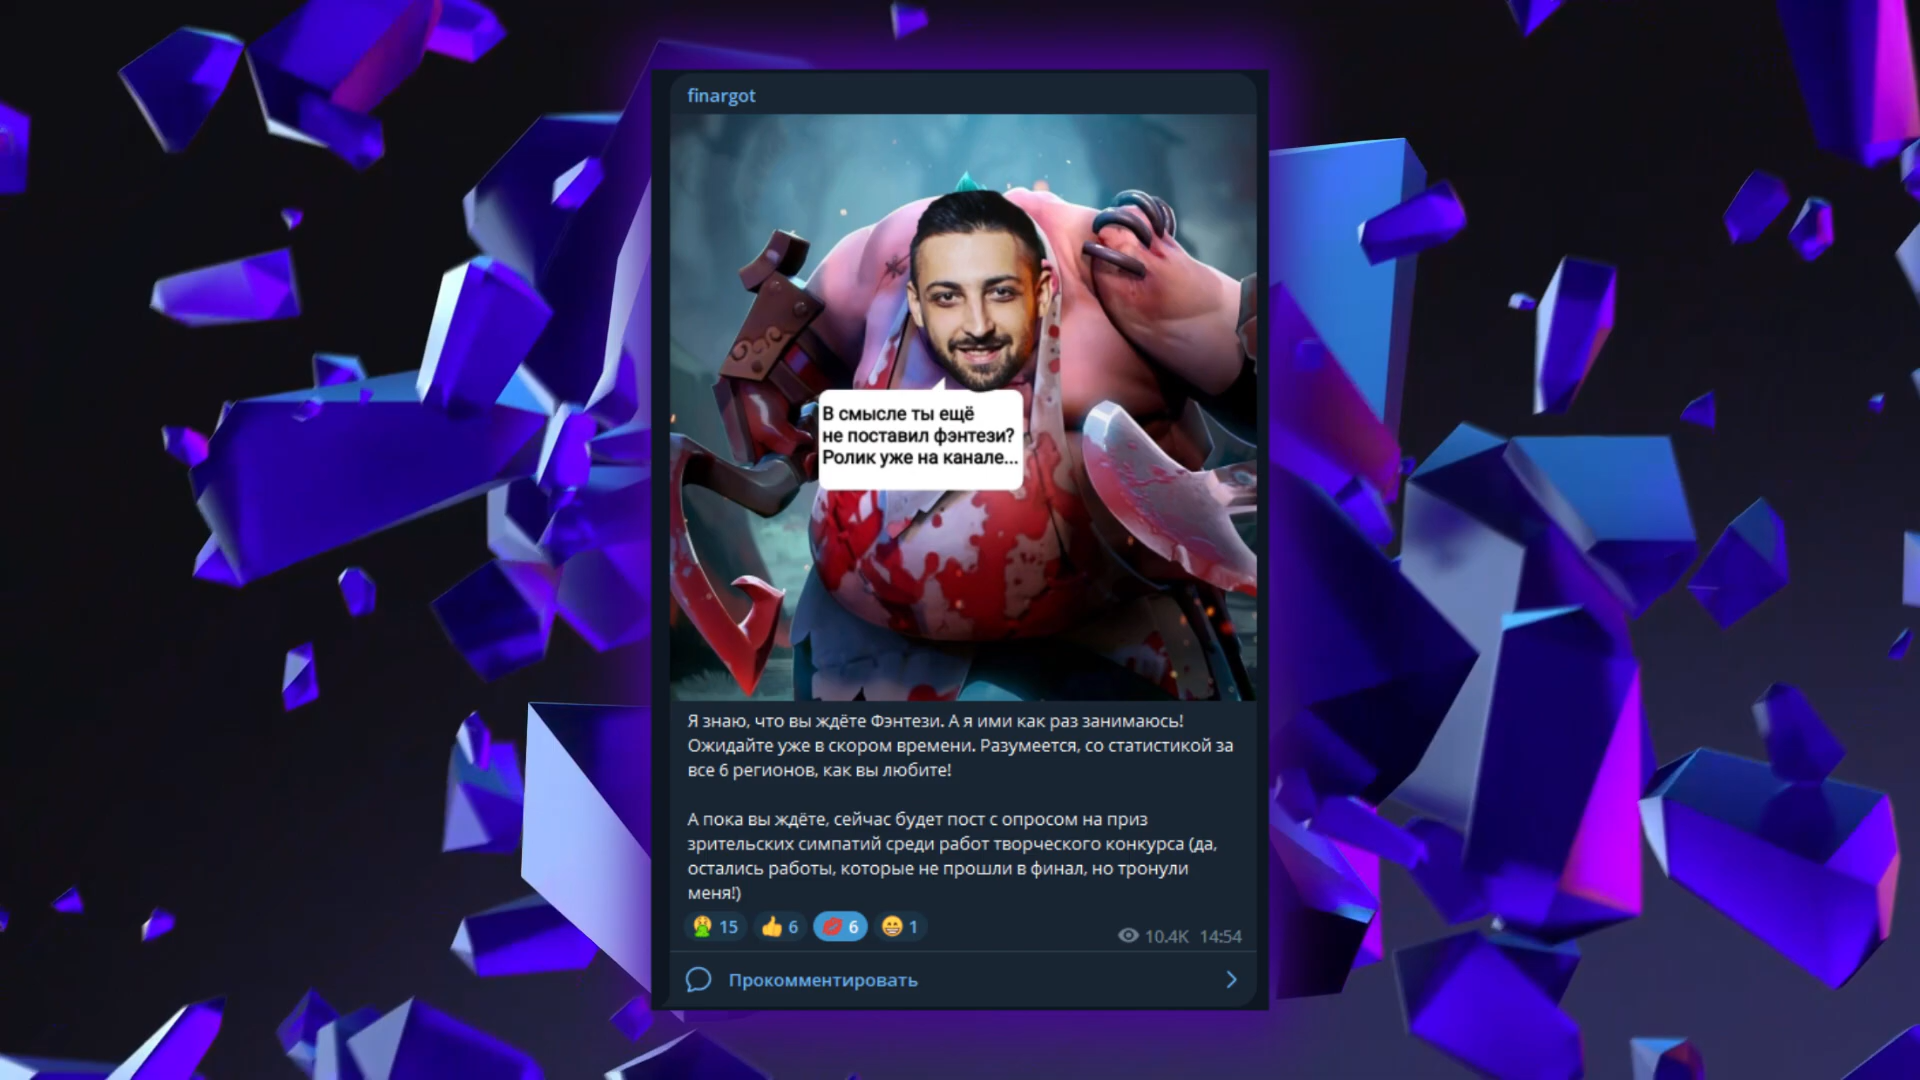 finargot
В смысле ты ещё
не поставил фэнтези?
Ролик уже на канале...
Я знаю, что вы ждёте Фэнтези. А я ими как раз занимаюсь!
Ожидайте уже в скором времени. Разумеется, со статистикой за
все 6 регионов, как вы любите!
А пока вы ждёте, сейчас будет пост с опросом на приз
зрительских симпатий среди работ творческого конкурса (да,
остались работы, которые не прошли в финал, но тронули
меня!)
15 6 6 1
10.4K 14:54
Прокомментировать